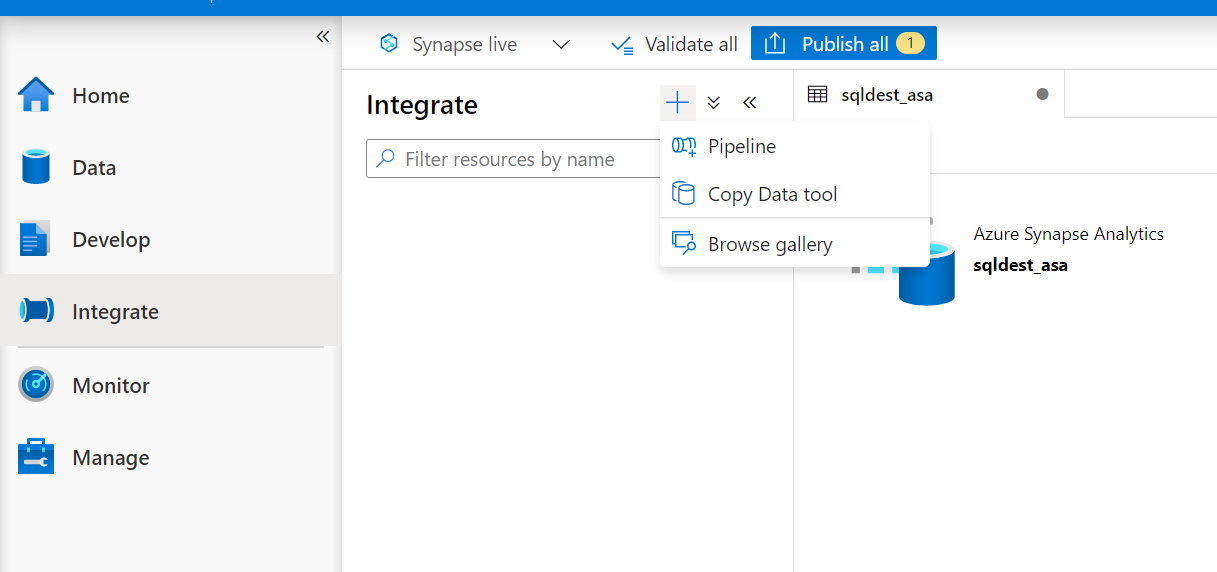 Synapse live
Validate all
Publish all 1
Home
Data
Develop
Integrate
Monitor
Manage
Integrate
Filter resources by name
Pipeline
Copy Data tool
Browse gallery
sqldest_asa
Azure Synapse Analytics
sqldest_asa